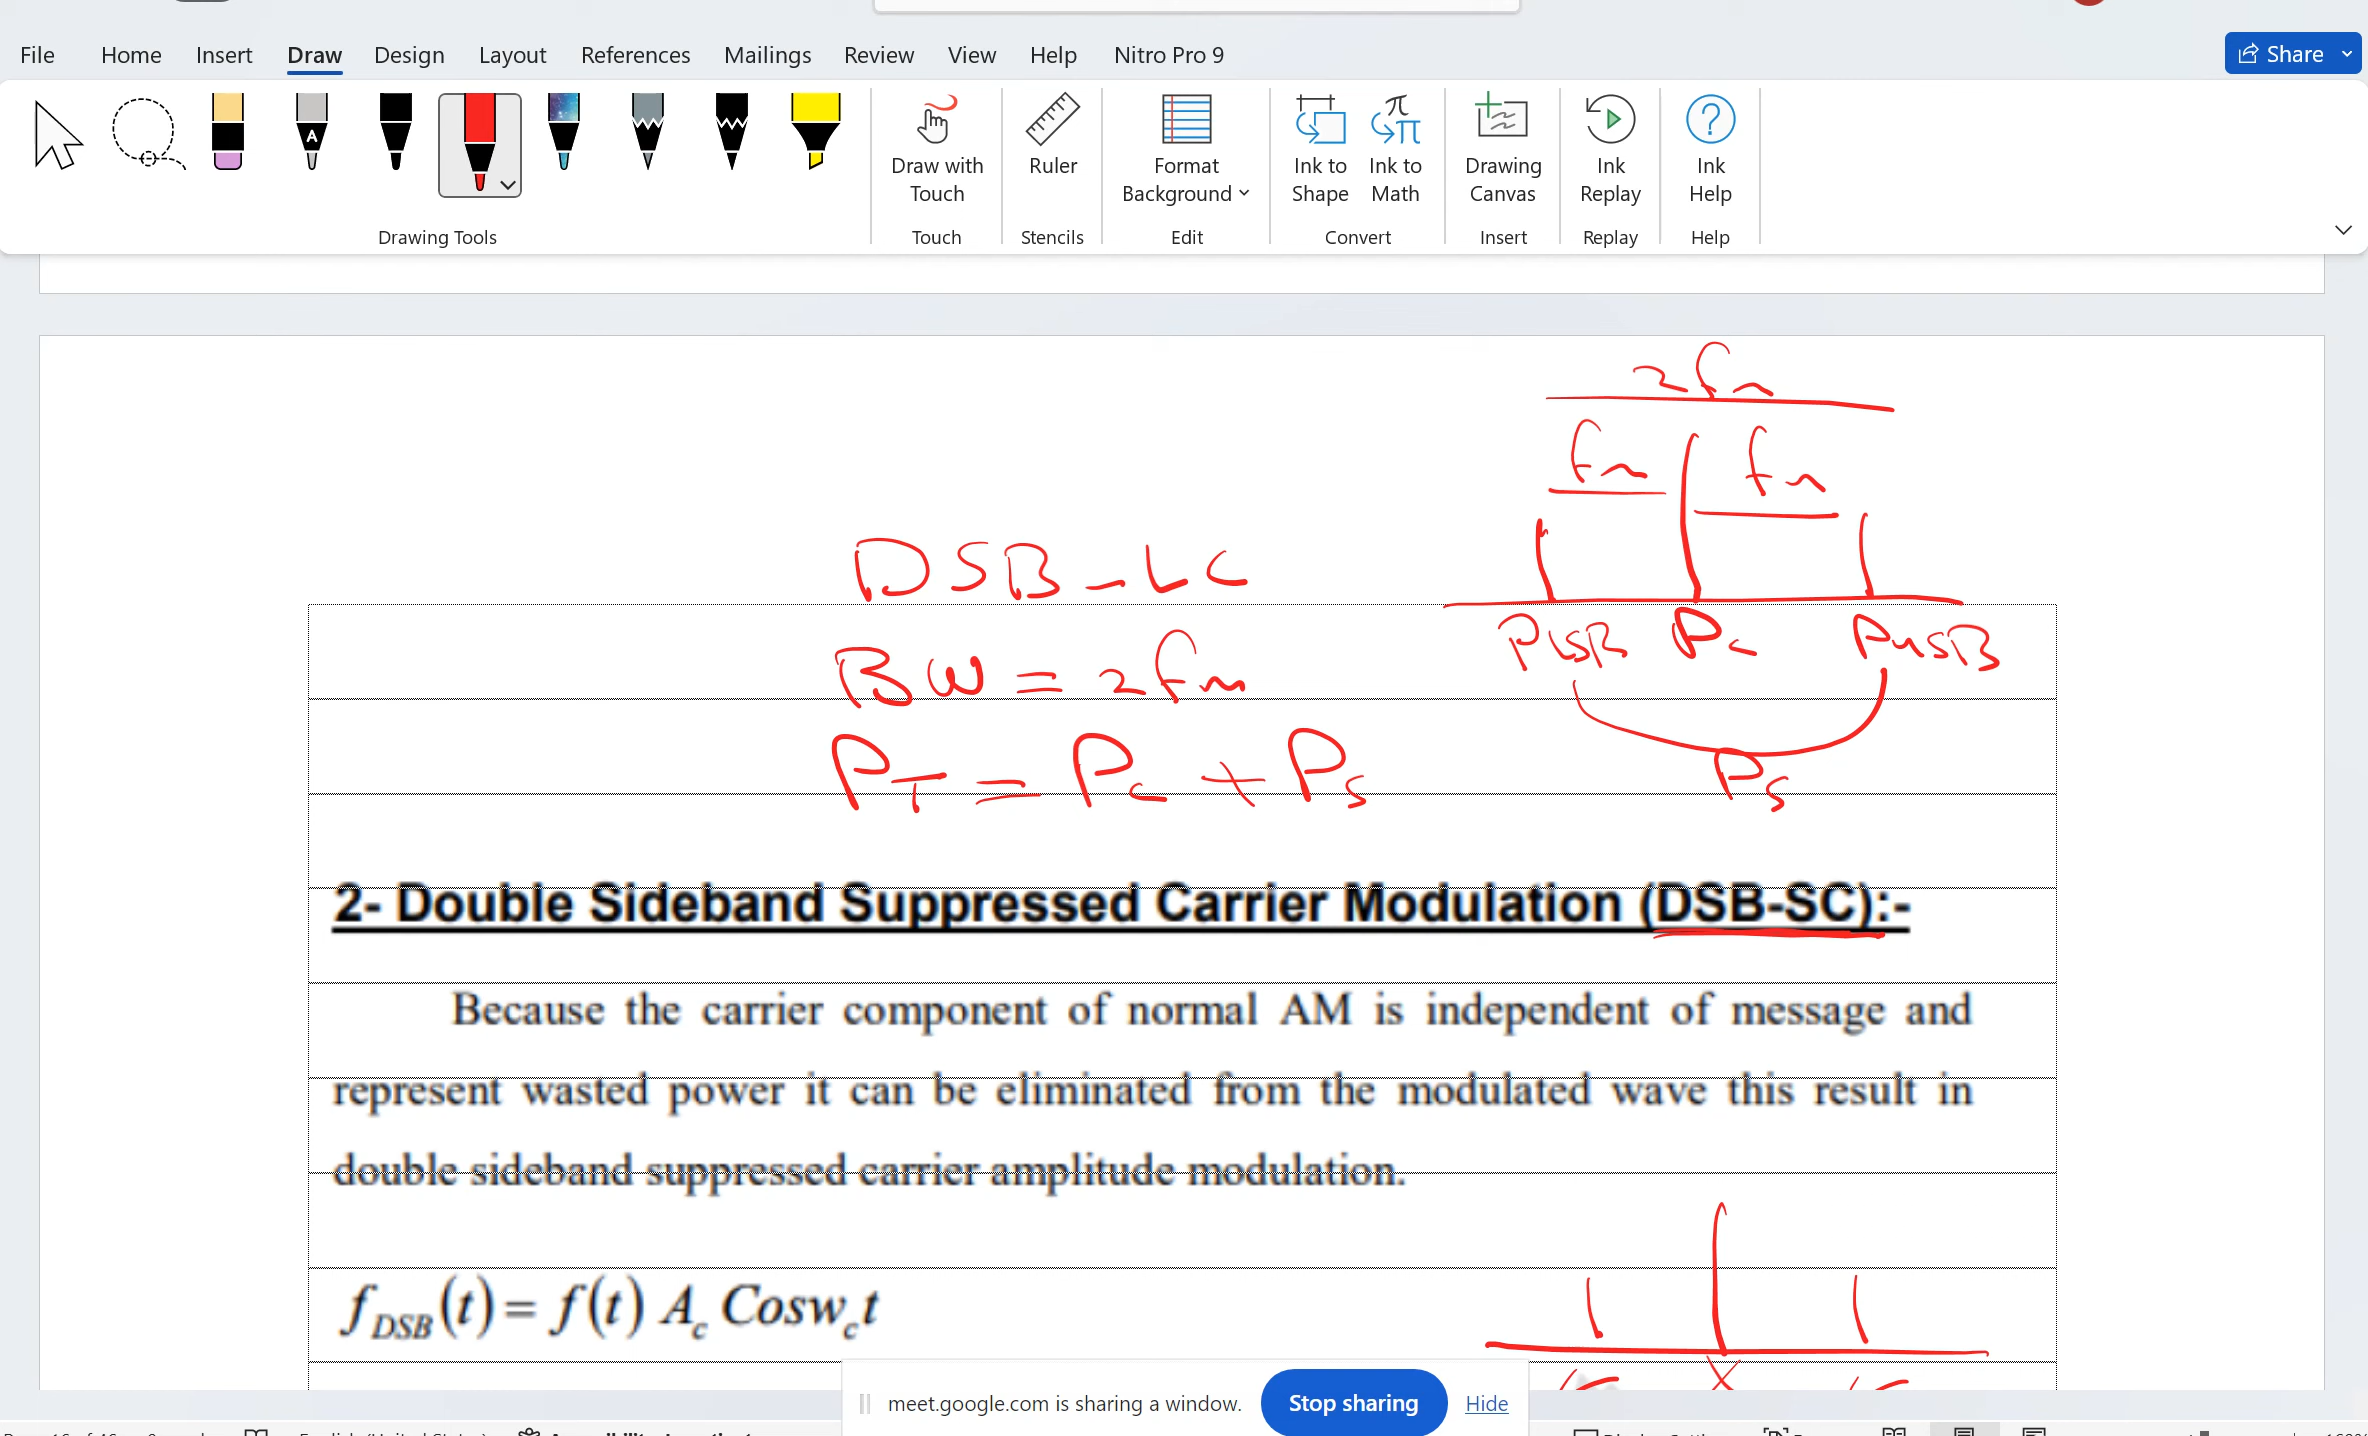 File Home Insert Draw Design Layout References Mailings Review View Help Nitro Pro 9 Share
A
Draw with Touch
Ruler
Format Background
Ink to Shape
Ink to Math
Drawing Canvas
Ink Replay
Ink Help
Drawing Tools Touch Stencils Edit Convert Insert Replay Help
2fm
fm fm
DSB-LC
PLSB Pc PUSB
BW = 2fm
PT = Pc + Ps
Ps
2- Double Sideband Suppressed Carrier Modulation (DSB-SC):-
Because the carrier component of normal AM is independent of message and
represent wasted power it can be eliminated from the modulated wave this result in
double sideband suppressed carrier amplitude modulation.
f_DSB(t) = f(t) A_c Cosw_c t
meet.google.com is sharing a window. Stop sharing Hide